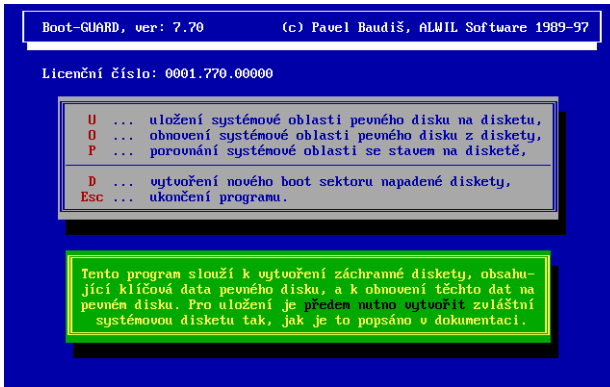 Boot-GUARD, ver: 7.70 (c) Pavel Baudiš, ALWIL Software 1989-97
Licenční číslo: 0001.770.00000
U ... uložení systémové oblasti pevného disku na disketu,
O ... obnovení systémové oblasti pevného disku z diskety,
P ... porovnání systémové oblasti se stavem na disketě,
D ... vytvoření nového boot sektoru napadené diskety,
Esc ... ukončení programu.
Tento program slouží k vytvoření záchranné diskety, obsahu-
jící klíčová data pevného disku, a k obnovení těchto dat na
pevném disku. Pro uložení je předem nutno vytvořit zvláštní
systémovou disketu tak, jak je to popsáno v dokumentaci.